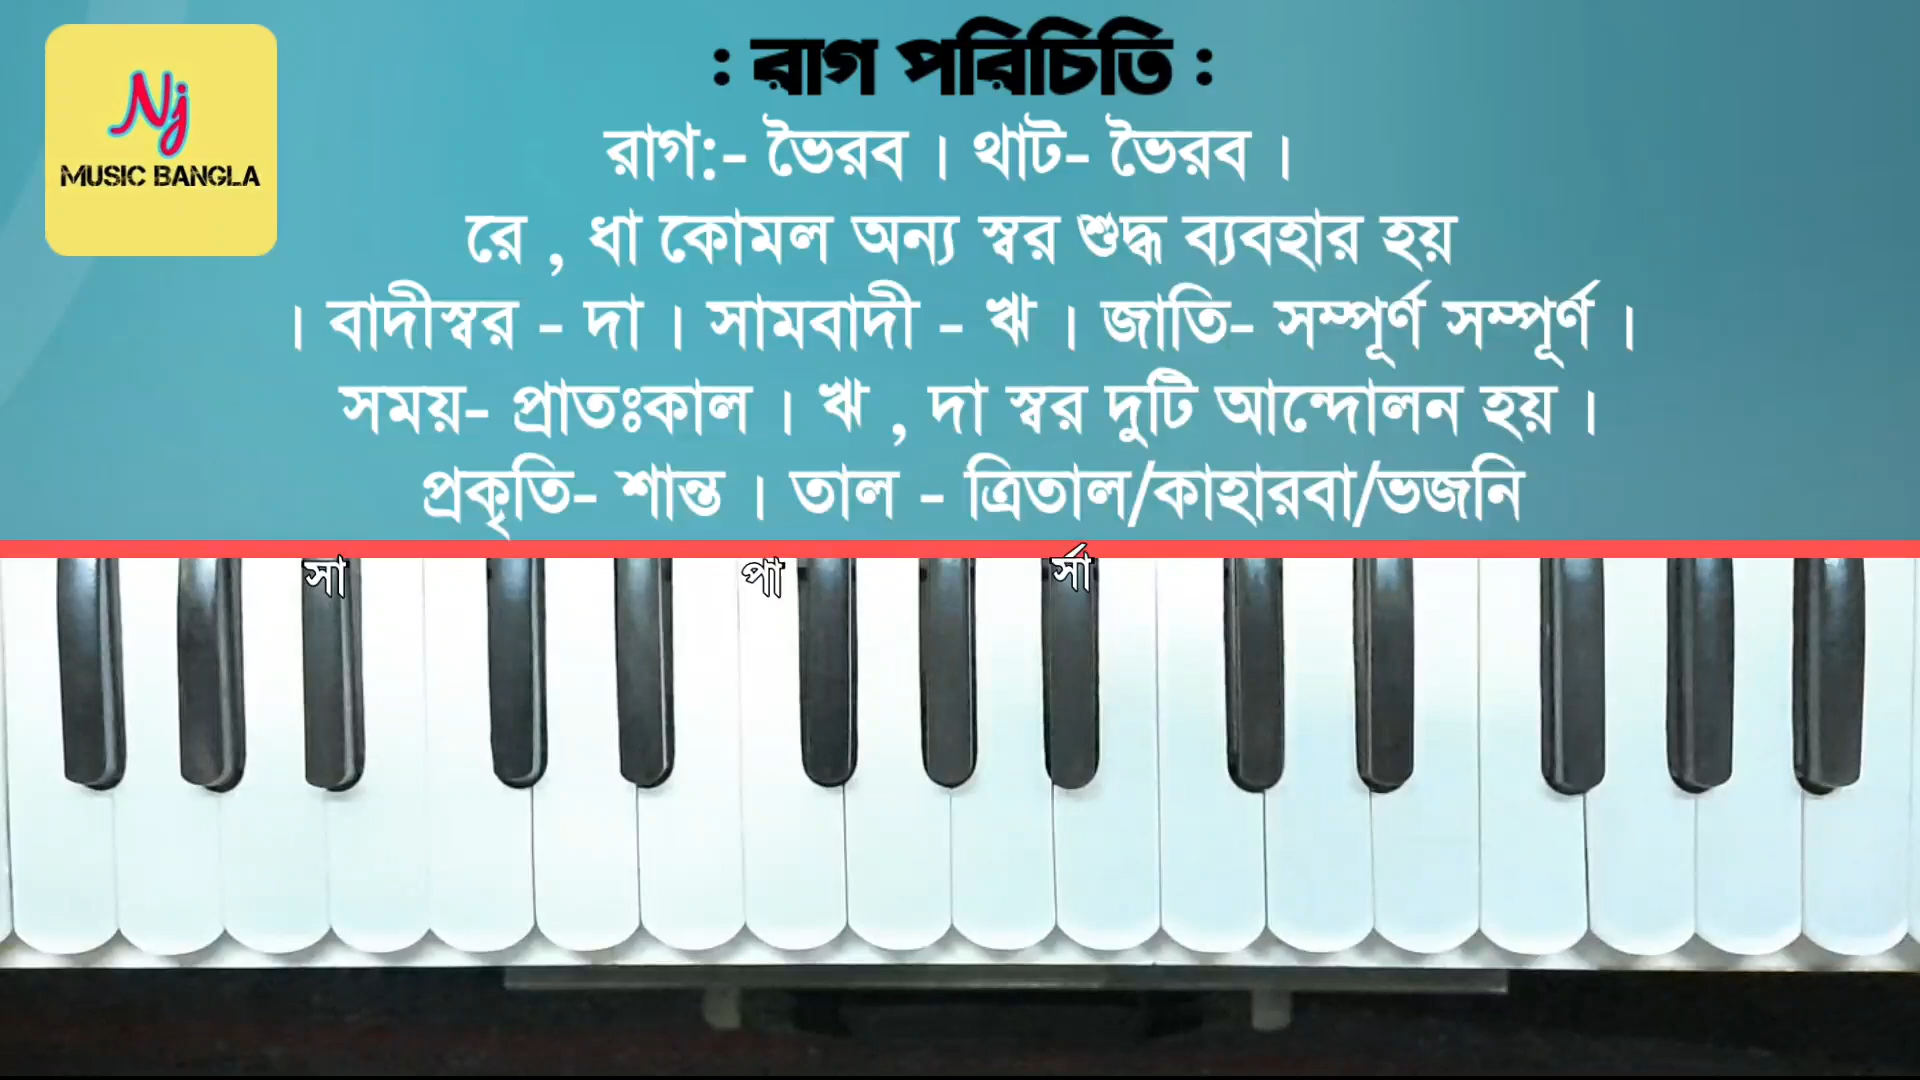 Nj
MUSIC BANGLA
: রাগ পরিচিতি :
রাগ:- ভৈরব । থাট- ভৈরব ।
রে , ধা কোমল অন্য স্বর শুদ্ধ ব্যবহার হয়
। বাদীস্বর - দা । সামবাদী - ঋ । জাতি- সম্পূর্ণ সম্পূর্ণ ।
সময়- প্রাতঃকাল । ঋ , দা স্বর দুটি আন্দোলন হয় ।
প্রকৃতি- শান্ত । তাল - ত্রিতাল/কাহারবা/ভজনি
সা পা র্সা